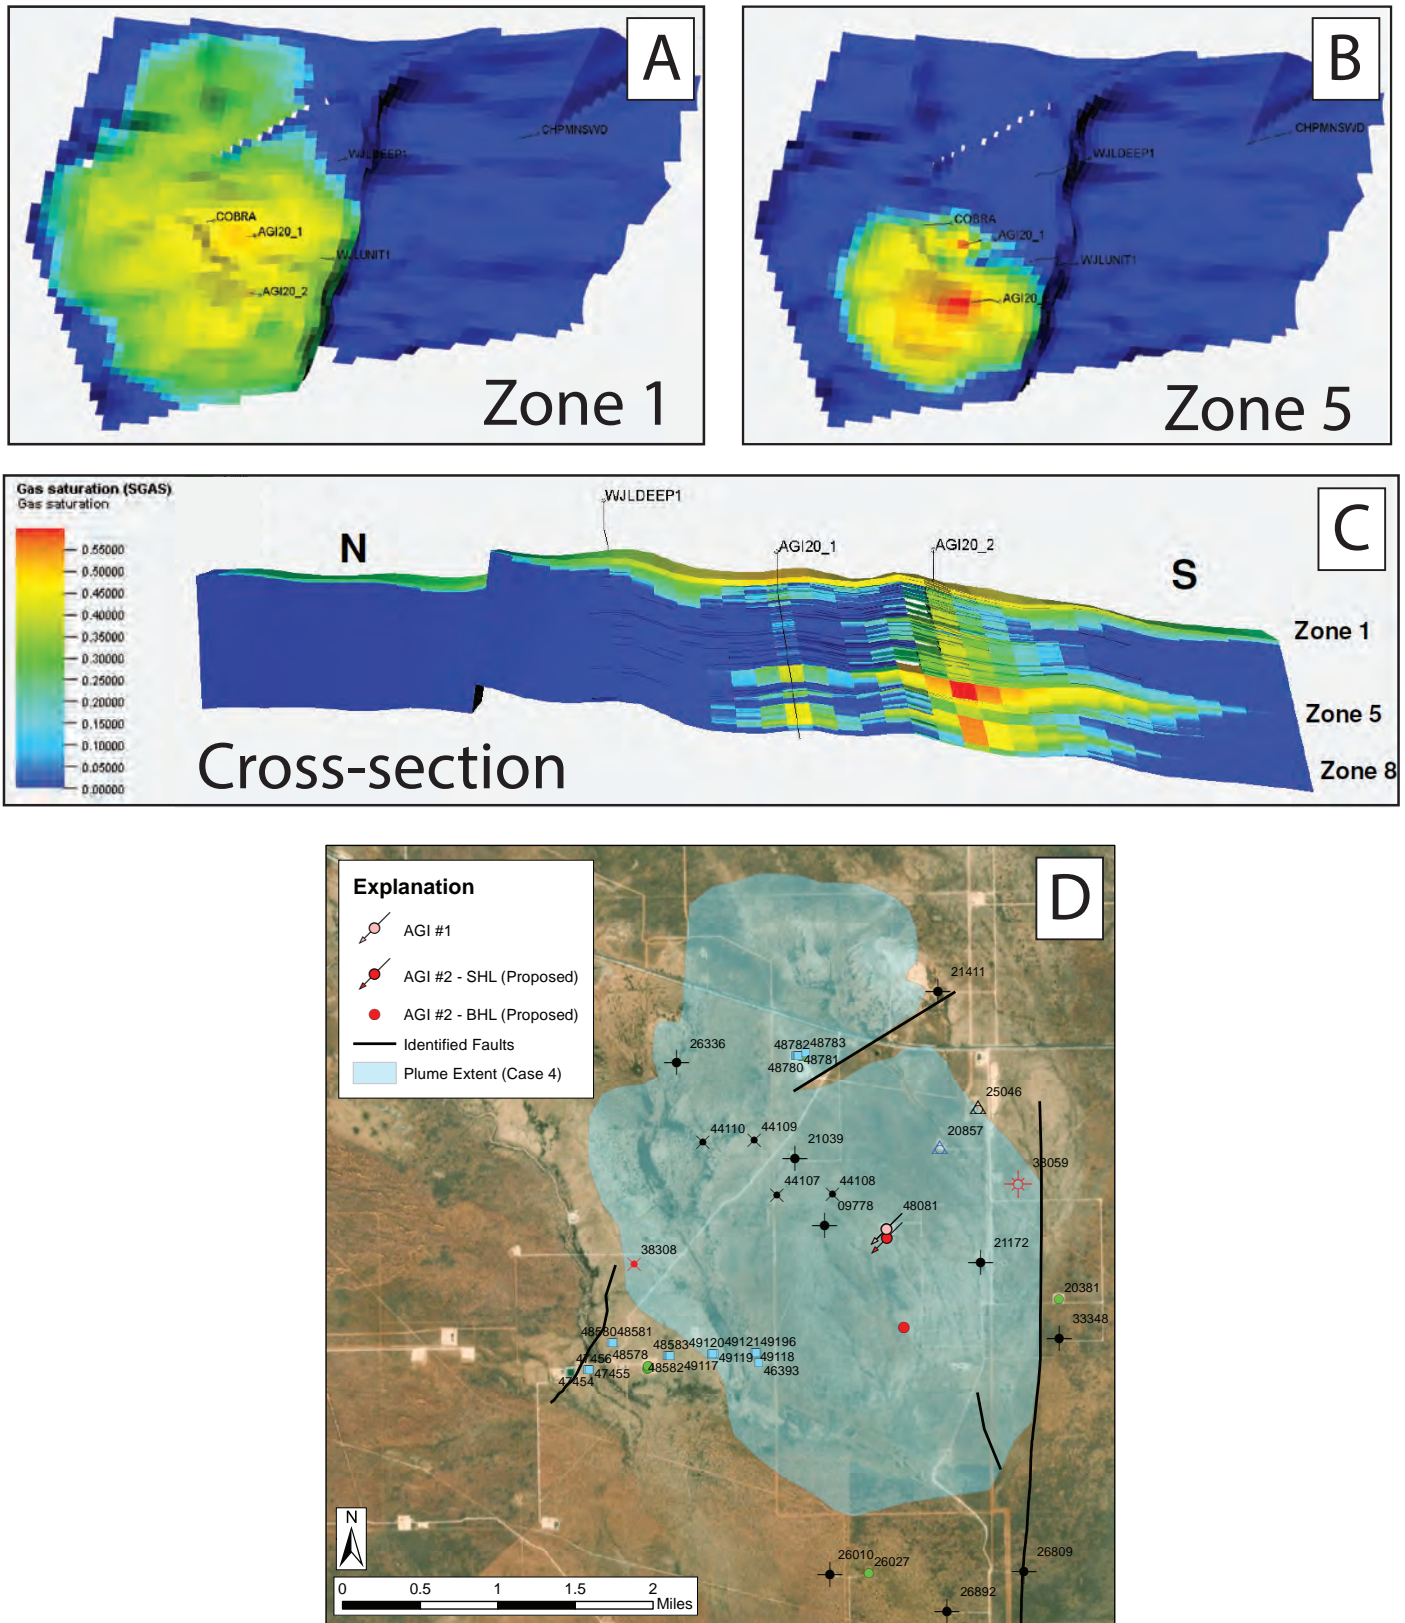 A
CHPMNSWD
WJLDEEP1
COBRA
AGI20_1
WJLUNIT1
AGI20_2
Zone 1
B
CHPMNSWD
WJLDEEP1
COBRA
AGI20_1
WJLUNIT1
AGI20_
Zone 5
C
Gas saturation (SGAS)
Gas saturation
0.55000
0.50000
0.45000
0.40000
0.35000
0.30000
0.25000
0.20000
0.15000
0.10000
0.05000
0.00000
N
WJLDEEP1
AGI20_1
AGI20_2
S
Zone 1
Zone 5
Zone 8
Cross-section
D
Explanation
AGI #1
AGI #2 - SHL (Proposed)
AGI #2 - BHL (Proposed)
Identified Faults
Plume Extent (Case 4)
21411
26336
48782
48783
48781
48780
25046
20857
44110
44109
21039
38059
44107
44108
09778
48081
21172
38308
20381
33348
48580
48581
48578
48583
49120
49121
49196
47456
47455
47454
48582
49117
49119
49118
46393
26010
26027
26809
26892
N
0 0.5 1 1.5 2
Miles